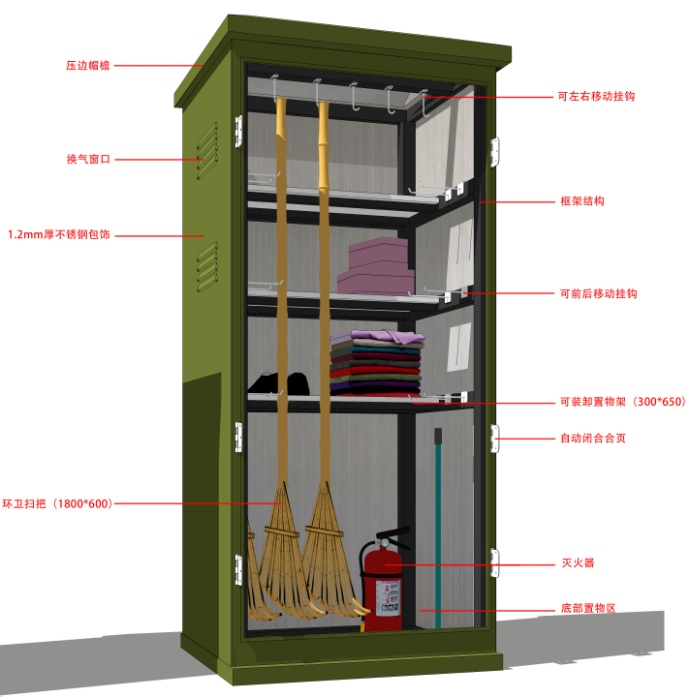 压边帽檐
可左右移动挂钩
换气窗口
框架结构
1.2mm厚不锈钢包饰
可前后移动挂钩
可装卸置物架（300*650）
自动闭合合页
环卫扫把（1800*600）
灭火器
底部置物区